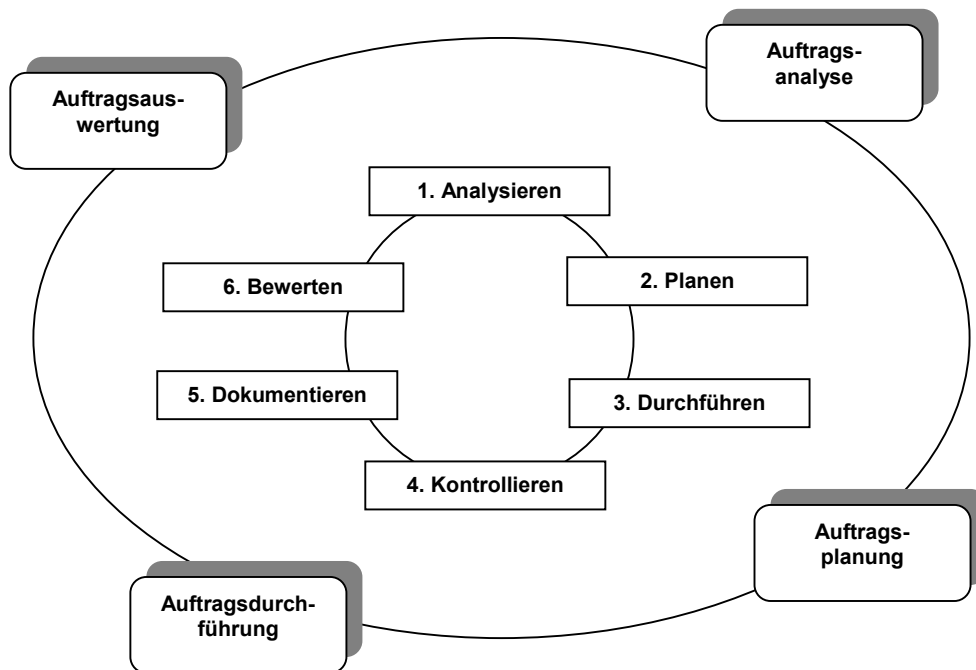 Auftrags-
analyse
Auftragsaus-
wertung
1. Analysieren
6. Bewerten
2. Planen
5. Dokumentieren
3. Durchführen
4. Kontrollieren
Auftrags-
planung
Auftragsdurch-
führung